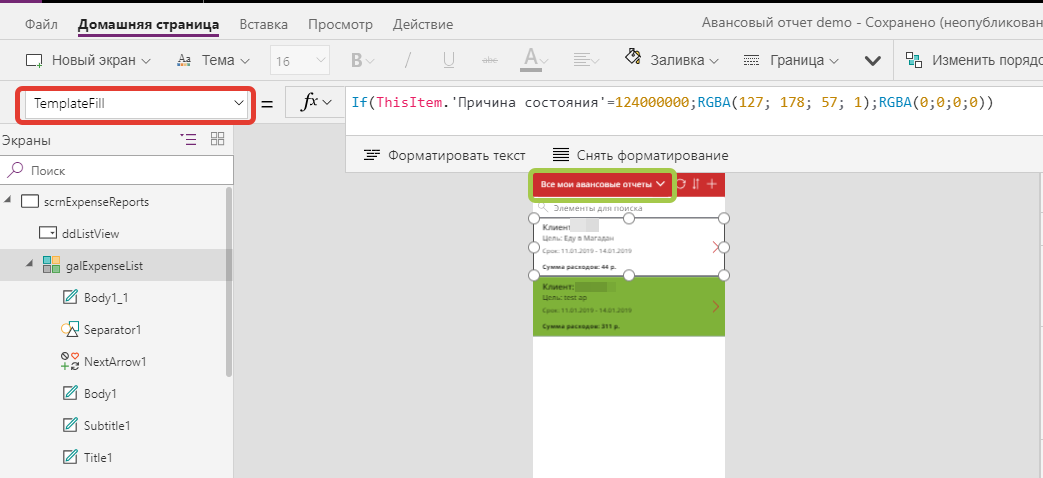 Файл Домашняя страница Вставка Просмотр Действие Авансовый отчет demo - Сохранено (неопубликован
Новый экран Тема 16 B / U abc A Заливка Граница Изменить порядо
TemplateFill = fx If(ThisItem.'Причина состояния'=124000000;RGBA(127; 178; 57; 1);RGBA(0;0;0;0))
Экраны
Форматировать текст Снять форматирование
Поиск
Все мои авансовые отчеты
scrnExpenseReports
Элементы для поиска
Клиент:
ddListView
Цель: Еду в Магадан
Срок: 11.01.2019 - 14.01.2019
galExpenseList
Сумма расходов: 44 р.
Клиент:
Body1_1
Цель: test ap
Срок: 11.01.2019 - 14.01.2019
Separator1
Сумма расходов: 311 р.
NextArrow1
Body1
Subtitle1
Title1